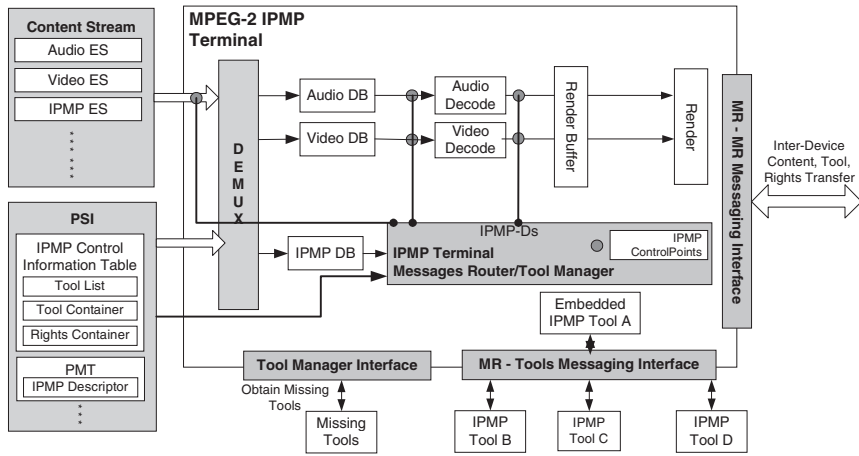 Content Stream
Audio ES
Video ES
IPMP ES
PSI
IPMP Control
Information Table
Tool List
Tool Container
Rights Container
PMT
IPMP Descriptor
MPEG-2 IPMP
Terminal
DEMUX
Audio DB
Video DB
IPMP DB
Audio
Decode
Video
Decode
Render Buffer
Render
IPMP-Ds
IPMP Terminal
Messages Router/Tool Manager
IPMP
ControlPoints
MR - MR Messaging Interface
Inter-Device
Content, Tool,
Rights Transfer
Embedded
IPMP Tool A
Tool Manager Interface
MR - Tools Messaging Interface
Obtain Missing
Tools
Missing
Tools
IPMP
Tool B
IPMP
Tool C
IPMP
Tool D